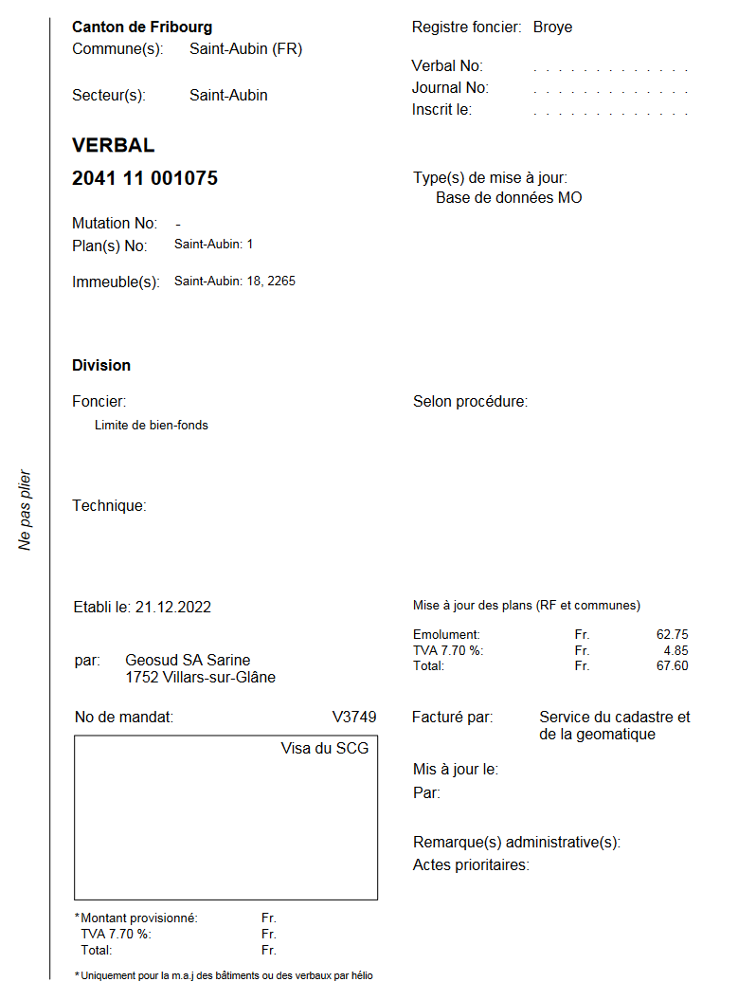 Canton de Fribourg
Commune(s): Saint-Aubin (FR)
Secteur(s): Saint-Aubin
Registre foncier: Broye
Verbal No: . . . . . . . . . . . . .
Journal No: . . . . . . . . . . . . .
Inscrit le: . . . . . . . . . . . . .
VERBAL
2041 11 001075
Type(s) de mise à jour:
Base de données MO
Mutation No: -
Plan(s) No: Saint-Aubin: 1
Immeuble(s): Saint-Aubin: 18, 2265
Division
Foncier:
Limite de bien-fonds
Selon procédure:
Technique:
Ne pas plier
Etabli le: 21.12.2022
par: Geosud SA Sarine
1752 Villars-sur-Glâne
Mise à jour des plans (RF et communes)
Emolument: Fr. 62.75
TVA 7.70 %: Fr. 4.85
Total: Fr. 67.60
No de mandat: V3749
Visa du SCG
Facturé par: Service du cadastre et
de la geomatique
Mis à jour le:
Par:
Remarque(s) administrative(s):
Actes prioritaires:
* Montant provisionné: Fr.
TVA 7.70 %: Fr.
Total: Fr.
* Uniquement pour la m.a.j des bâtiments ou des verbaux par hélio